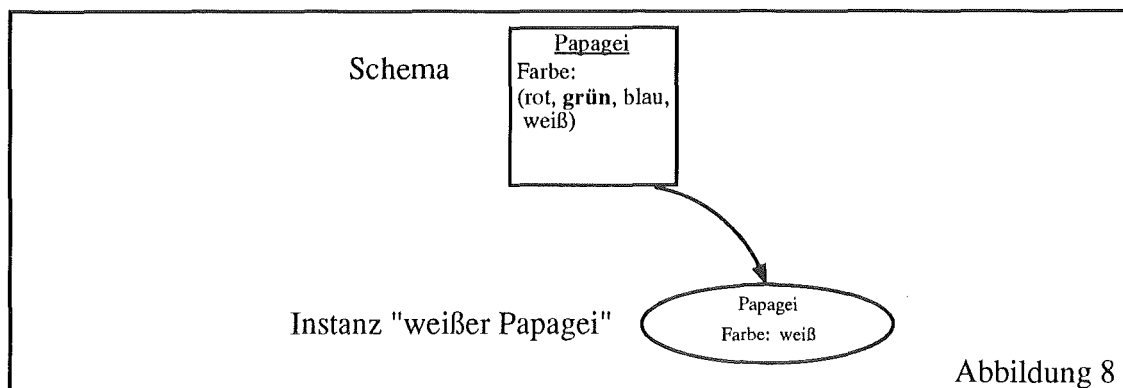 Papagei
Schema
Farbe:
(rot, grün, blau,
weiß)
Papagei
Instanz "weißer Papagei"
Farbe: weiß
Abbildung 8